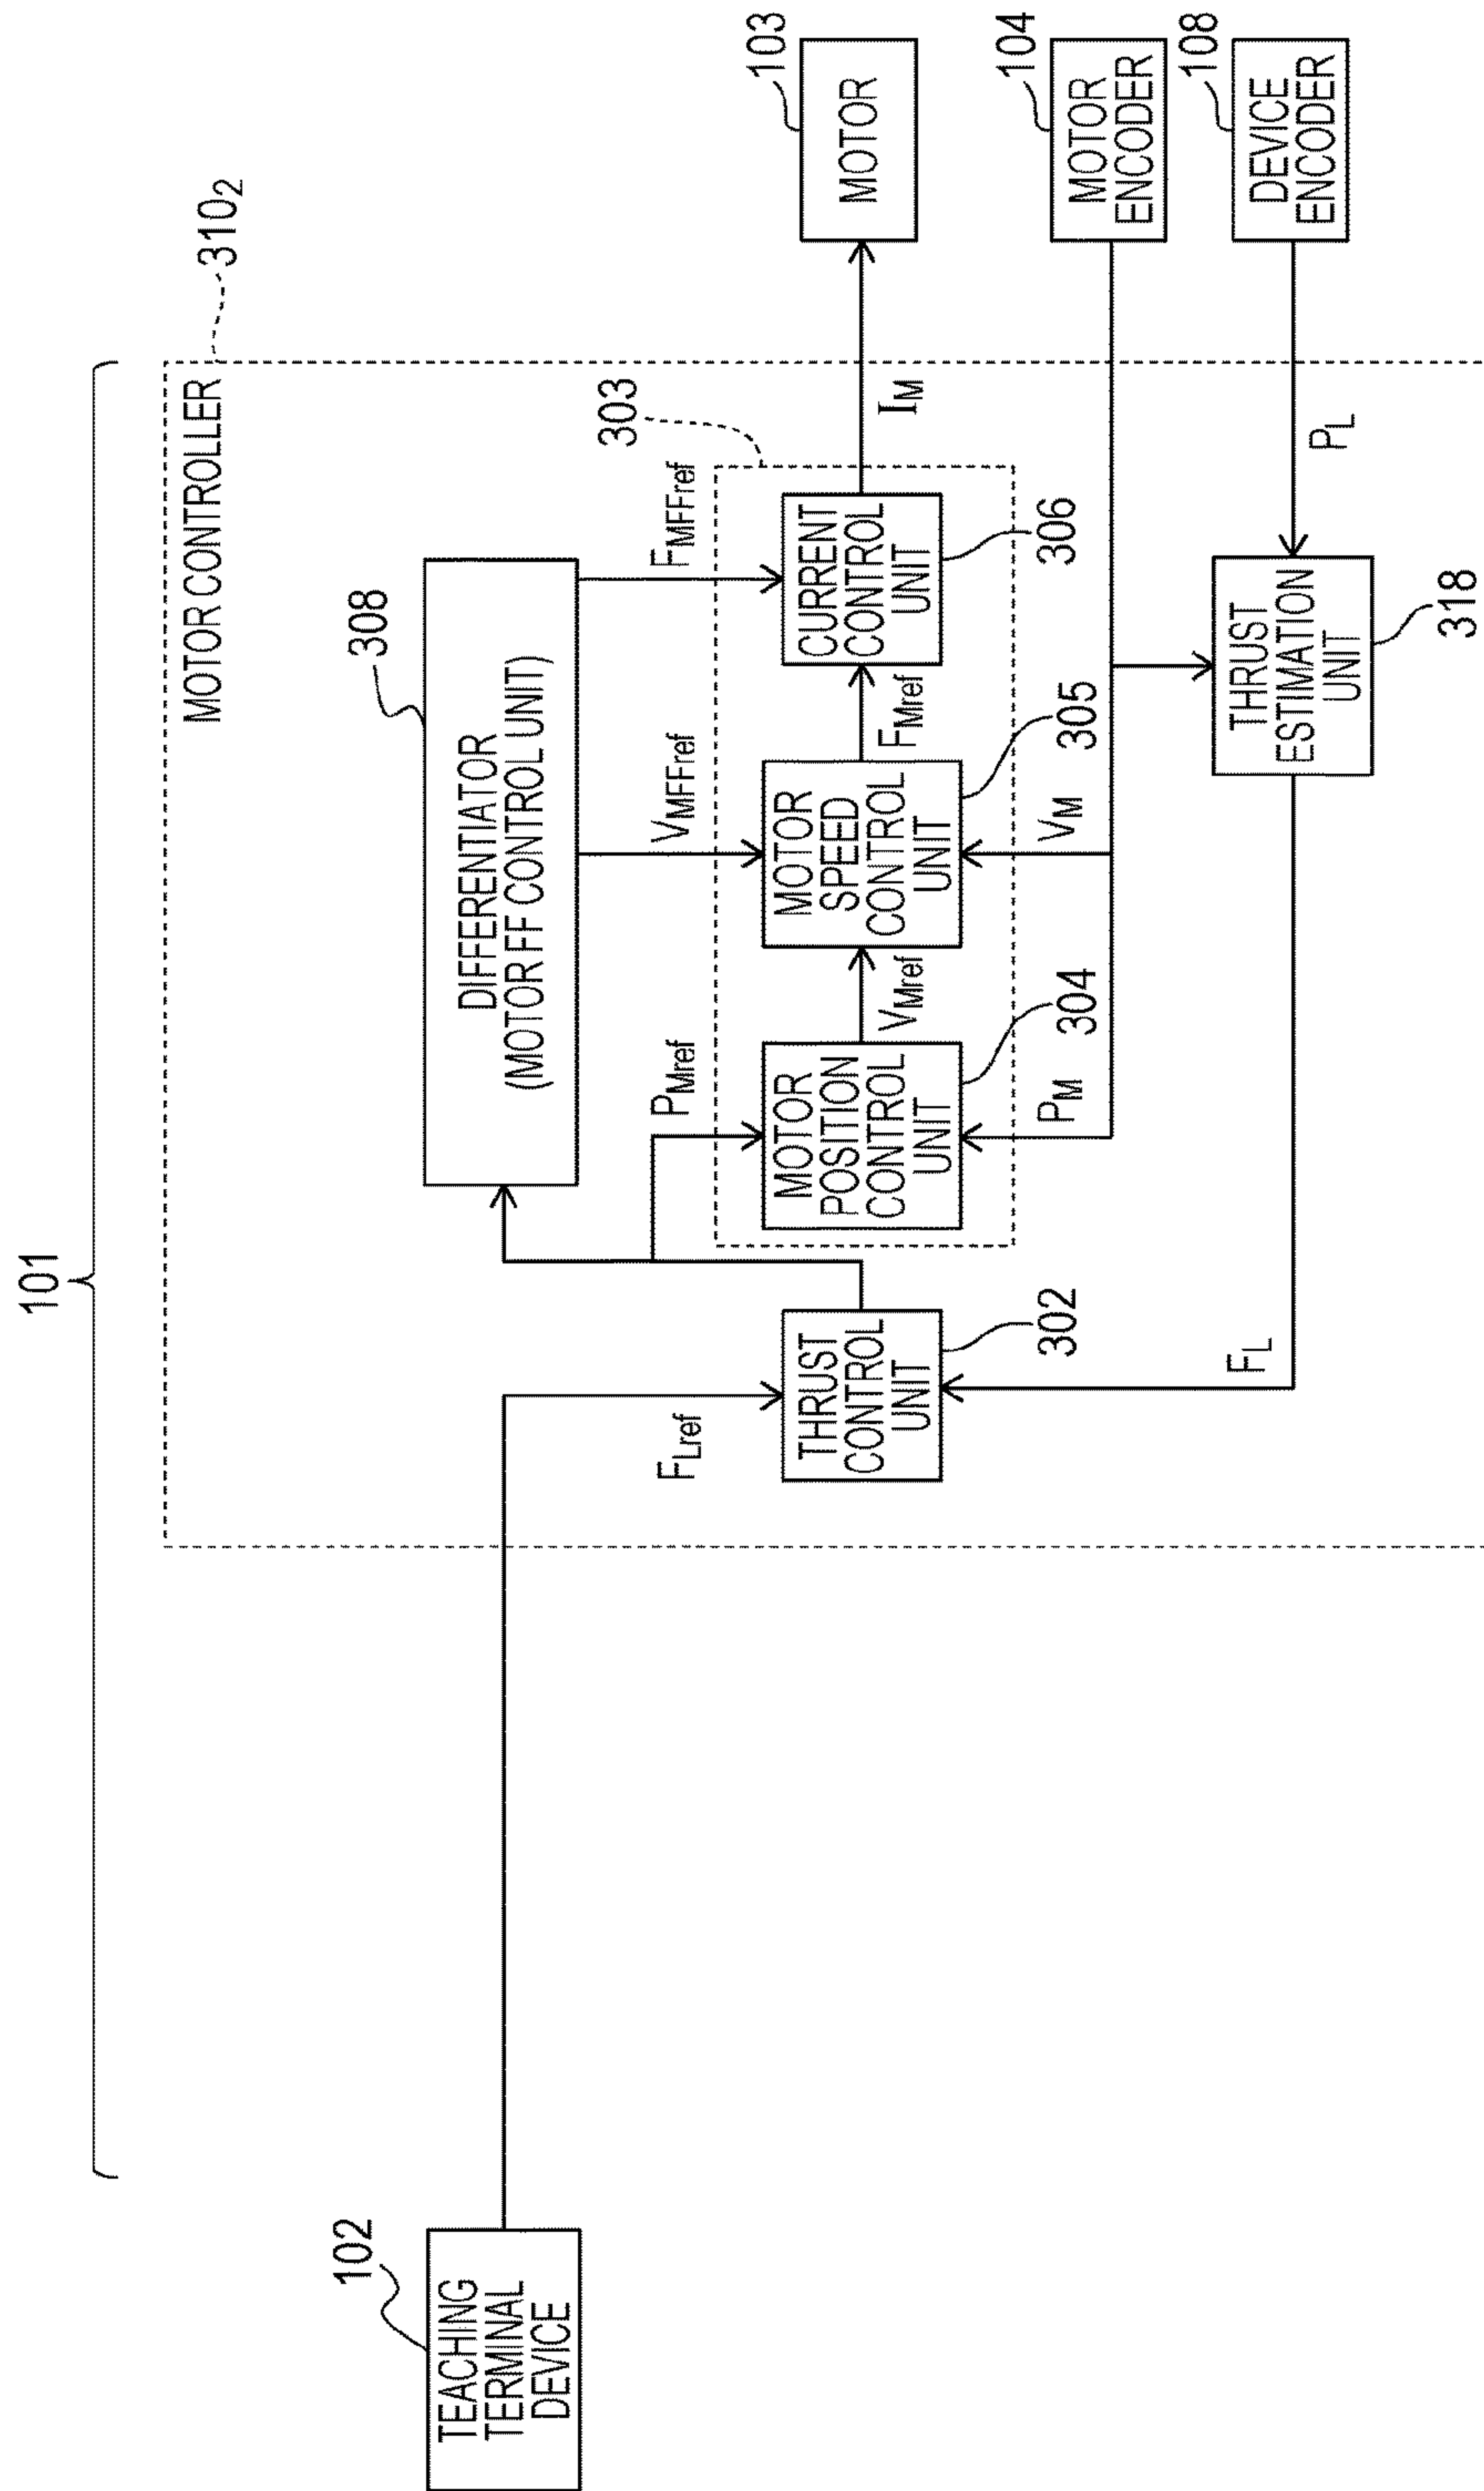 101
310₂
MOTOR CONTROLLER
102
TEACHING
TERMINAL
DEVICE
308
DIFFERENTIATOR
(MOTOR FF CONTROL UNIT)
F_Lref
P_Mref
V_MFFref
F_MFFref
303
THRUST
CONTROL
UNIT
302
MOTOR
POSITION
CONTROL
UNIT
304
V_Mref
MOTOR
SPEED
CONTROL
UNIT
305
F_Mref
CURRENT
CONTROL
UNIT
306
I_M
MOTOR
103
P_M
V_M
MOTOR
ENCODER
104
F_L
THRUST
ESTIMATION
UNIT
318
P_L
DEVICE
ENCODER
108